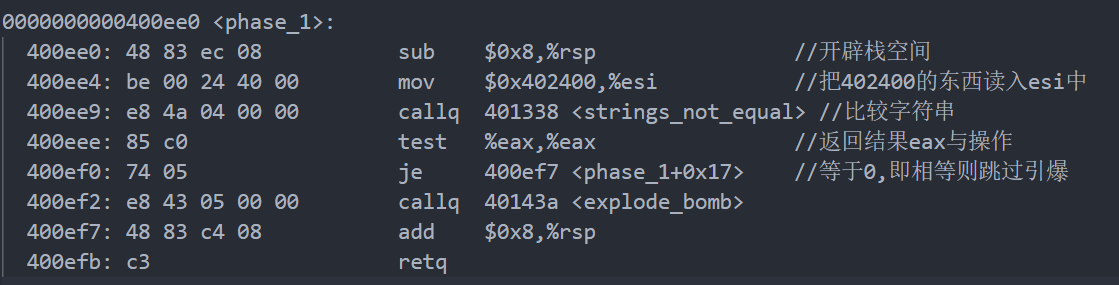 0000000000400ee0 <phase_1>:
400ee0: 48 83 ec 08 sub $0x8,%rsp //开辟栈空间
400ee4: be 00 24 40 00 mov $0x402400,%esi //把402400的东西读入esi中
400ee9: e8 4a 04 00 00 callq 401338 <strings_not_equal> //比较字符串
400eee: 85 c0 test %eax,%eax //返回结果eax与操作
400ef0: 74 05 je 400ef7 <phase_1+0x17> //等于0,即相等则跳过引爆
400ef2: e8 43 05 00 00 callq 40143a <explode_bomb>
400ef7: 48 83 c4 08 add $0x8,%rsp
400efb: c3 retq